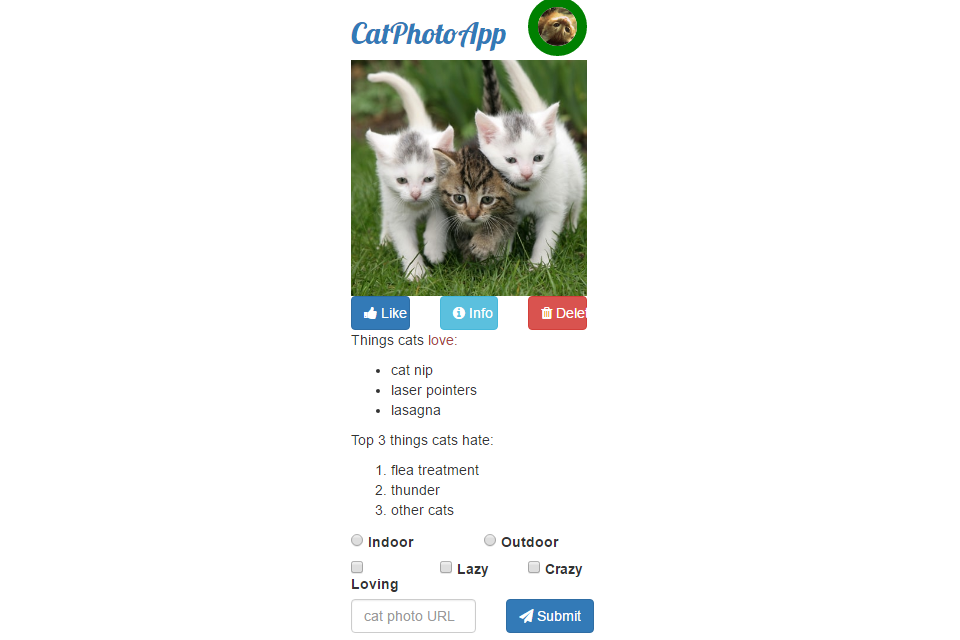 CatPhotoApp
Like Info Delet
Things cats love:
cat nip
laser pointers
lasagna
Top 3 things cats hate:
1. flea treatment
2. thunder
3. other cats
Indoor Outdoor
Loving Lazy Crazy
cat photo URL Submit